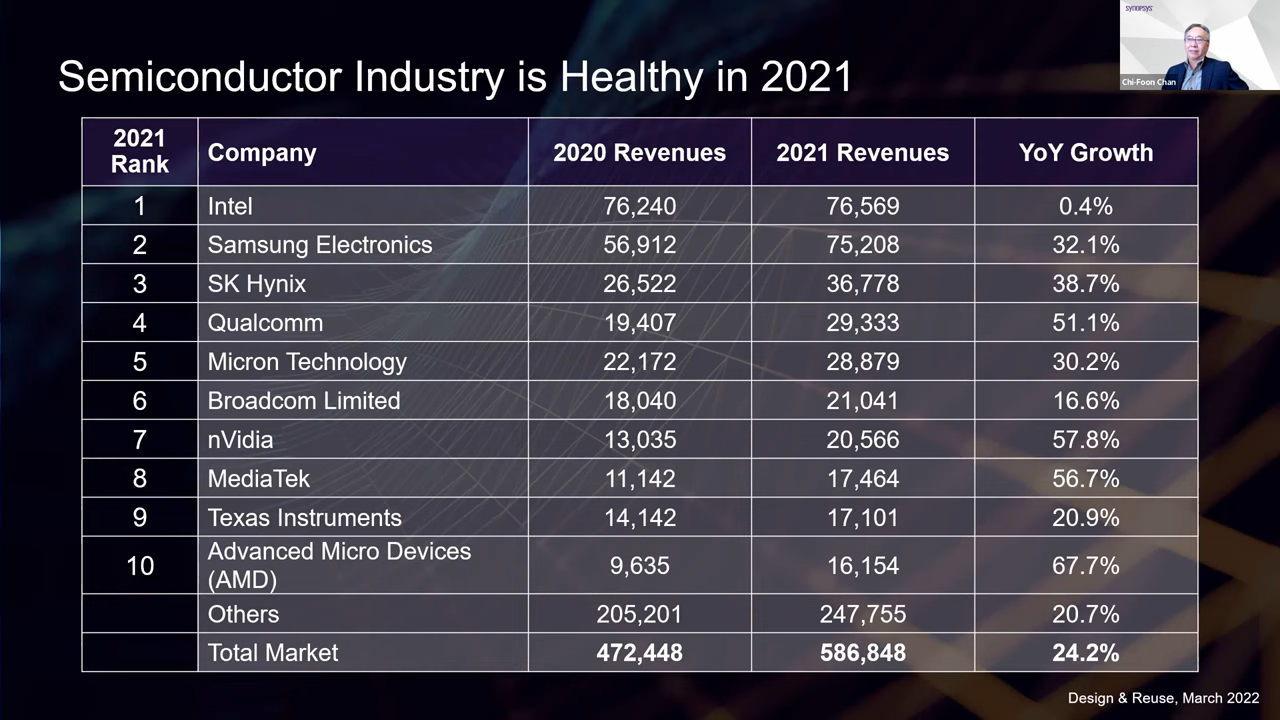 SYNOPSYS
Chi-Foon Chan
Semiconductor Industry is Healthy in 2021
2021 Rank Company 2020 Revenues 2021 Revenues YoY Growth
1 Intel 76,240 76,569 0.4%
2 Samsung Electronics 56,912 75,208 32.1%
3 SK Hynix 26,522 36,778 38.7%
4 Qualcomm 19,407 29,333 51.1%
5 Micron Technology 22,172 28,879 30.2%
6 Broadcom Limited 18,040 21,041 16.6%
7 nVidia 13,035 20,566 57.8%
8 MediaTek 11,142 17,464 56.7%
9 Texas Instruments 14,142 17,101 20.9%
10 Advanced Micro Devices (AMD) 9,635 16,154 67.7%
Others 205,201 247,755 20.7%
Total Market 472,448 586,848 24.2%
Design & Reuse, March 2022